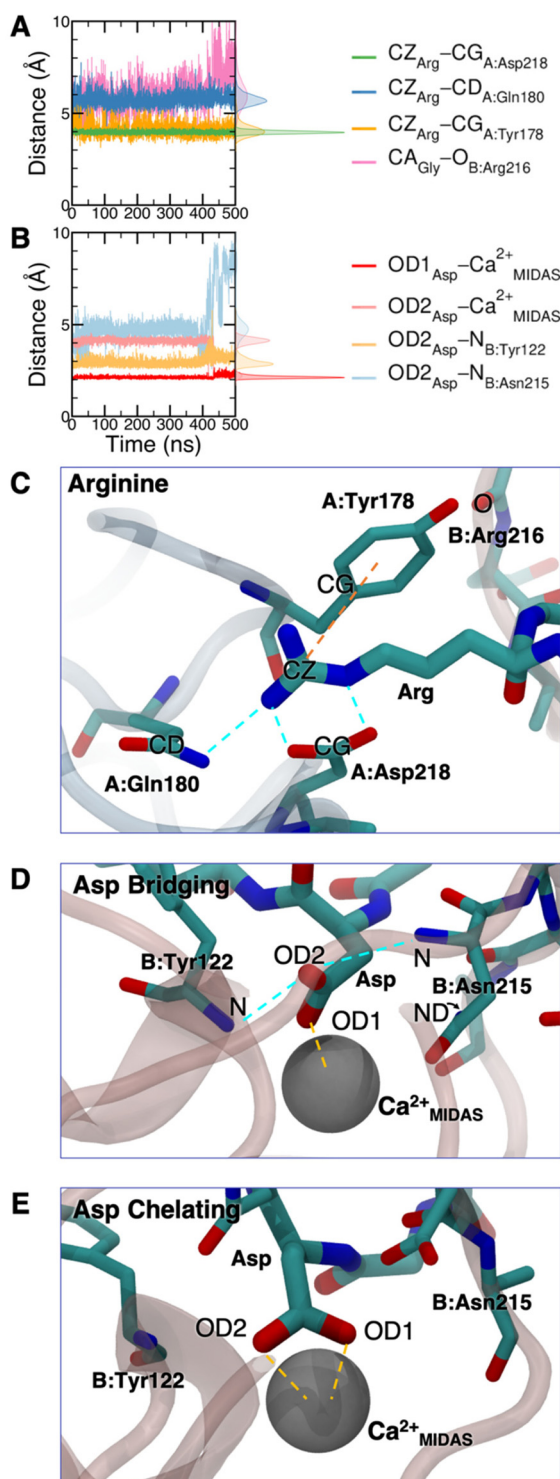 A
Distance (Å)
10
5
0
0 100 200 300 400 500
CZArg–CGA:Asp218
CZArg–CDA:Gln180
CZArg–CGA:Tyr178
CAGly–OB:Arg216
B
Distance (Å)
10
5
0
0 100 200 300 400 500
Time (ns)
OD1Asp–Ca2+MIDAS
OD2Asp–Ca2+MIDAS
OD2Asp–NB:Tyr122
OD2Asp–NB:Asn215
C
Arginine
A:Tyr178
O
B:Arg216
CG
CZ
Arg
CD
CG
A:Gln180
A:Asp218
D
Asp Bridging
B:Tyr122
OD2
Asp
N
B:Asn215
N
OD1
ND
Ca2+MIDAS
E
Asp Chelating
Asp
B:Asn215
OD2
OD1
B:Tyr122
Ca2+MIDAS